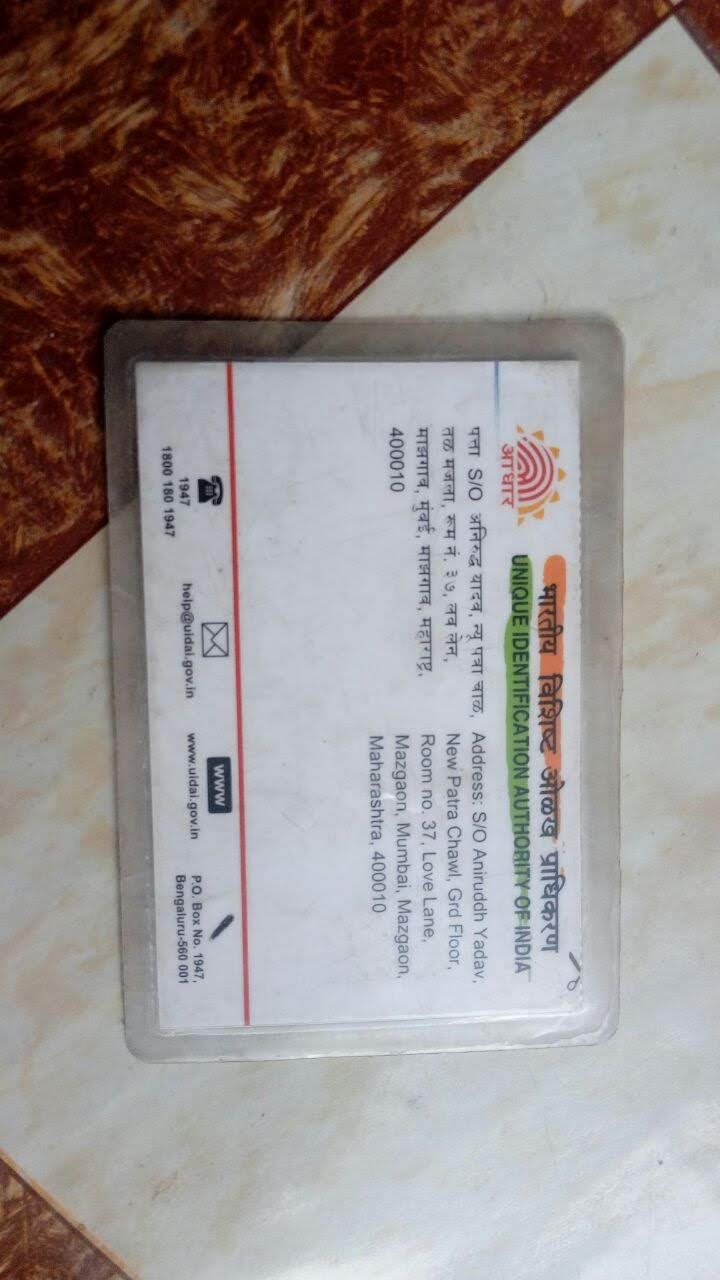 आधार
भारतीय विशिष्ट ओळख प्राधिकरण
UNIQUE IDENTIFICATION AUTHORITY OF INDIA
पत्ता S/O अनिरुद्ध यादव, न्यू पत्रा चाळ,
तळ मजला, रूम नं. ३७, लव लेन,
माझगाव, मुंबई, माझगाव, महाराष्ट्र,
400010
Address: S/O Aniruddh Yadav,
New Patra Chawl, Grd Floor,
Room no. 37, Love Lane,
Mazgaon, Mumbai, Mazgaon,
Maharashtra, 400010
1947
1800 180 1947
help@uidai.gov.in
www
www.uidai.gov.in
P.O. Box No. 1947,
Bengaluru-560 001